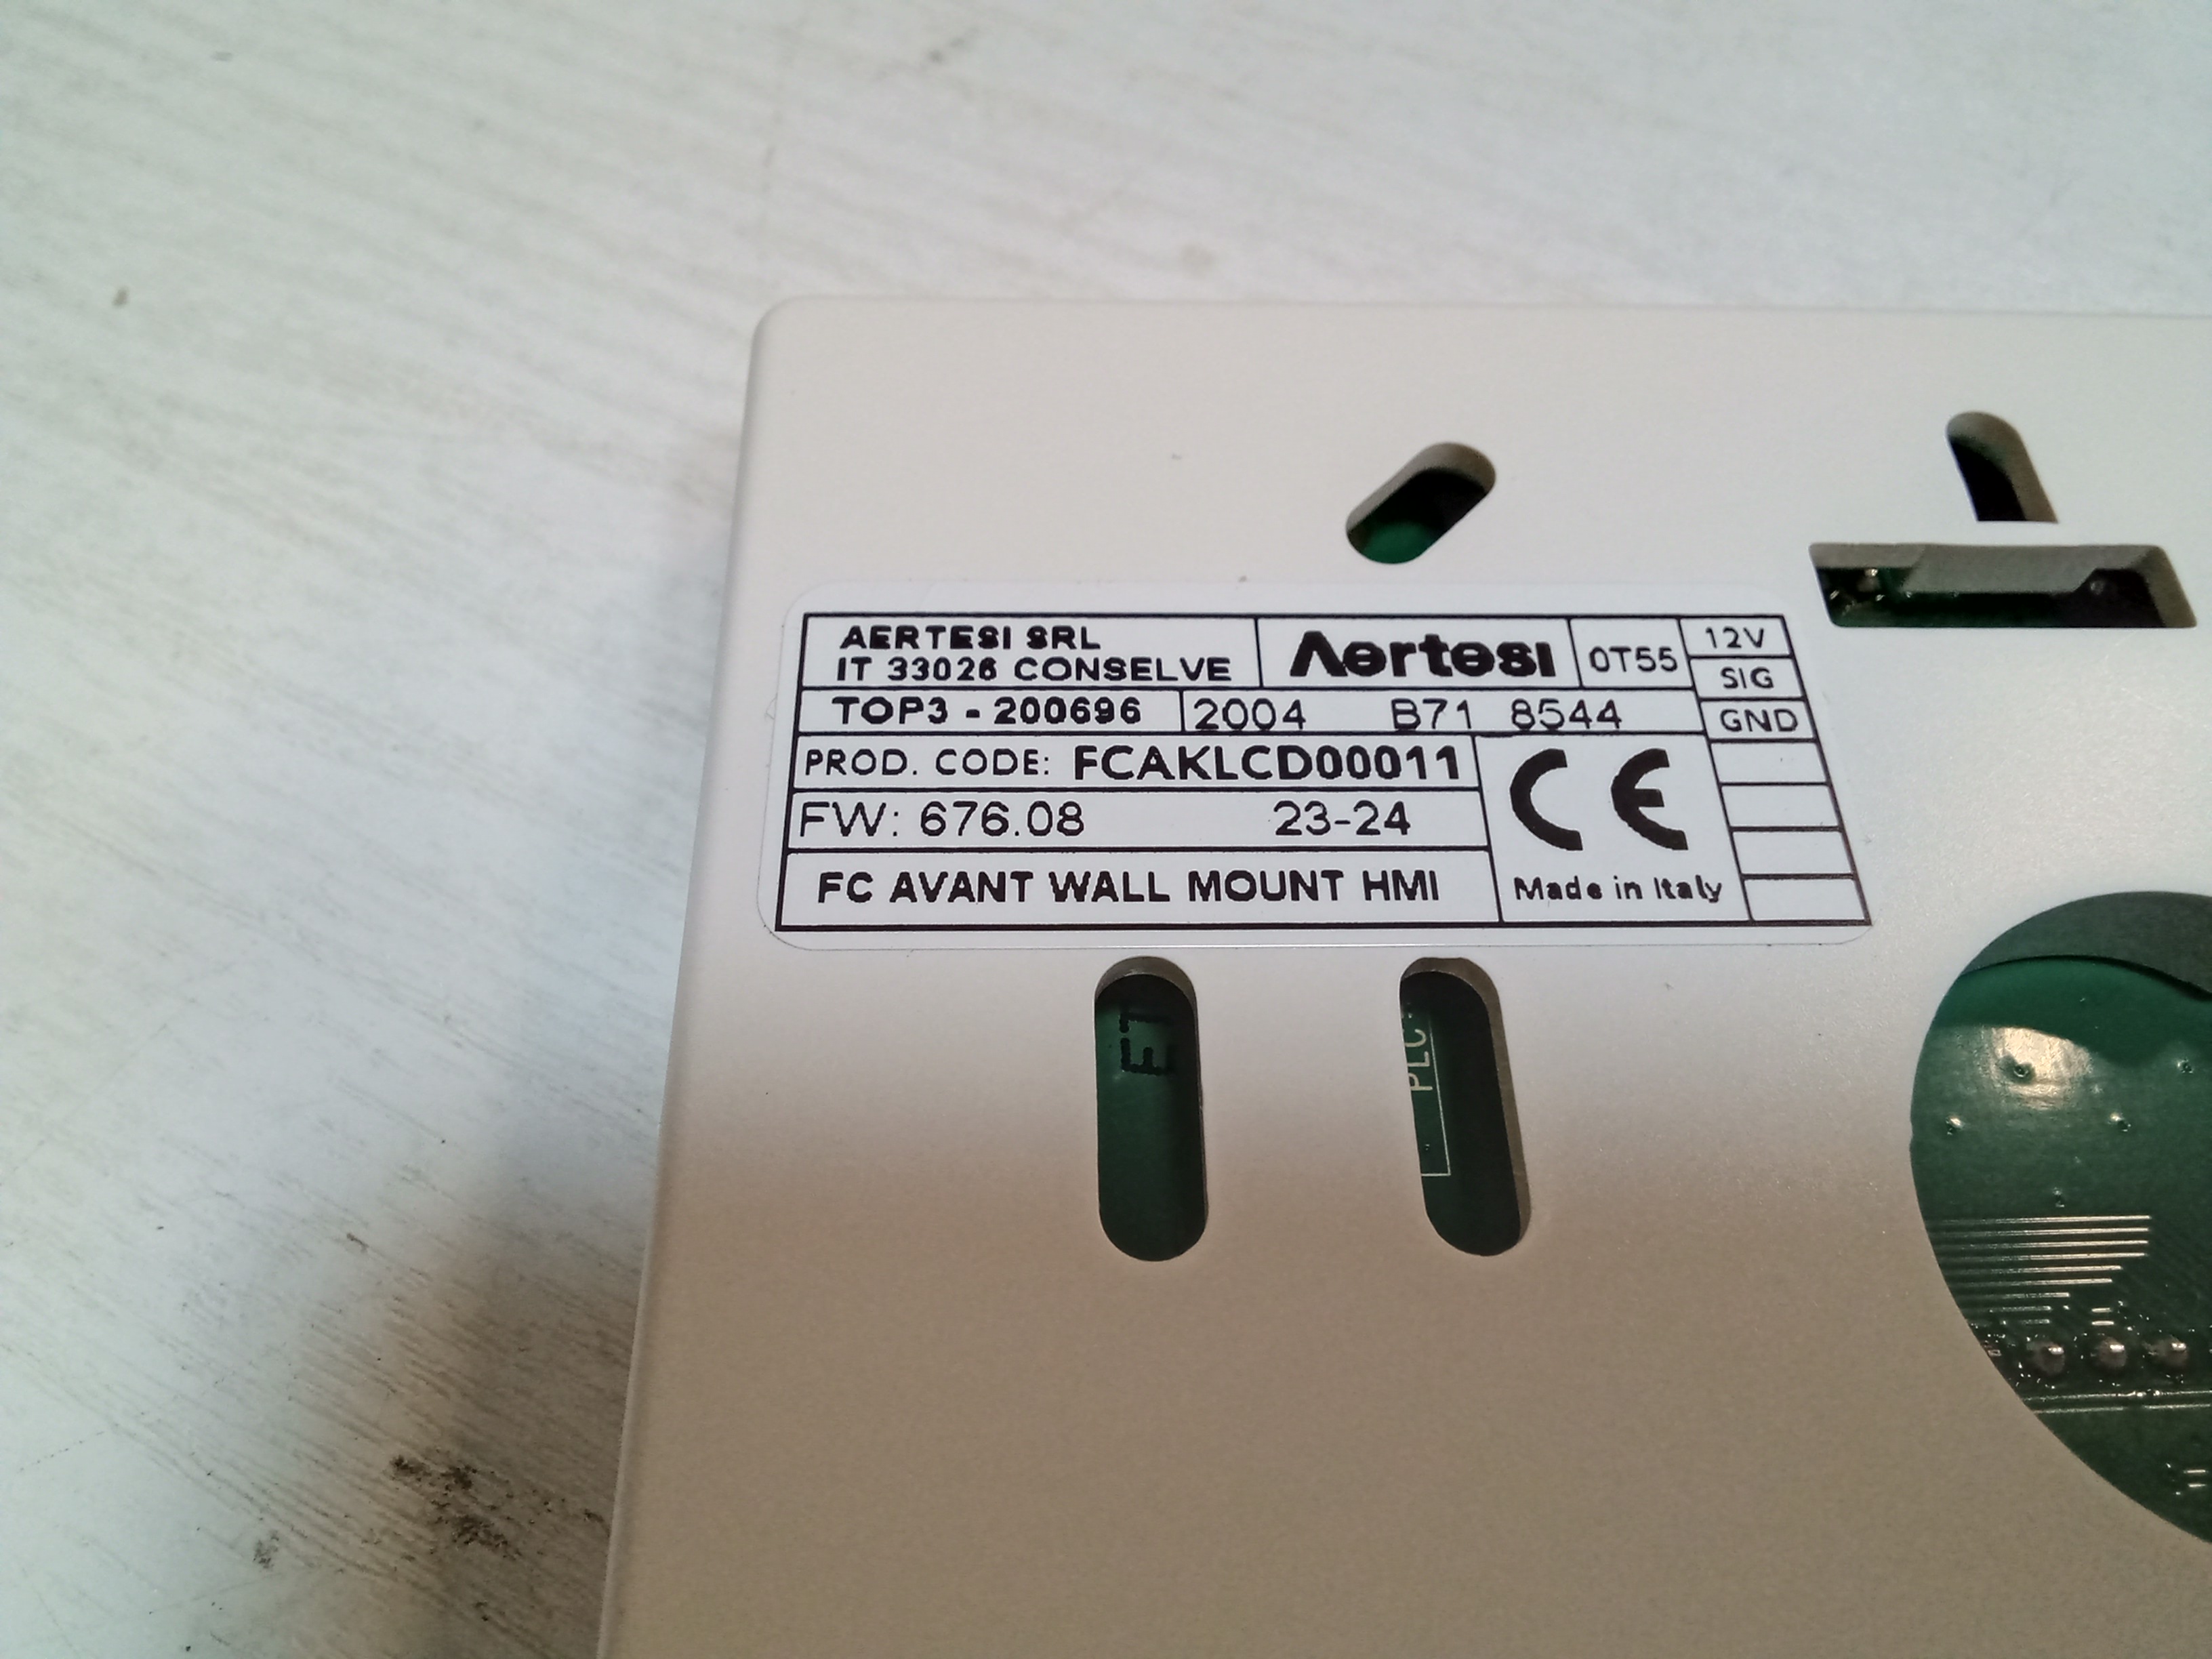 AERTESI SRL
IT 33026 CONSELVE
Aertesi
0T55
12V
SIG
GND
TOP3 - 200696
2004 B71 8544
PROD. CODE: FCAKLCD00011
FW: 676.08 23-24
CE
Made in Italy
FC AVANT WALL MOUNT HMI
ET
PLC